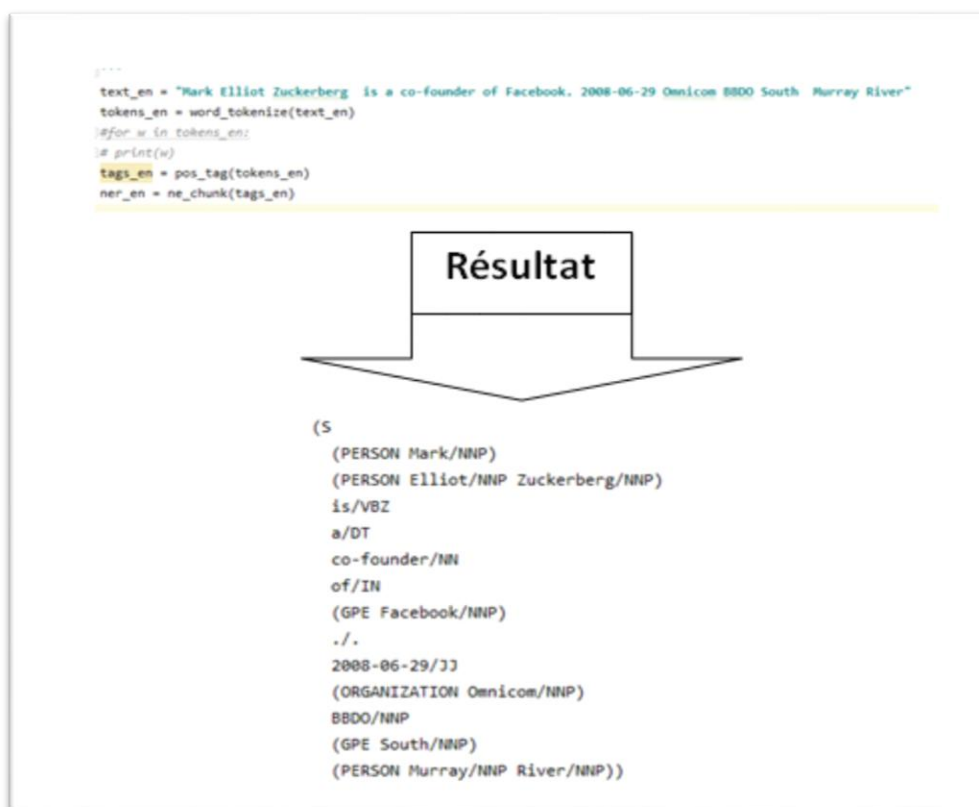 text_en = "Mark Elliot Zuckerberg  is a co-founder of Facebook. 2008-06-29 Omnicom BBDO South  Murray River"
tokens_en = word_tokenize(text_en)
#for w in tokens_en:
# print(w)
tags_en = pos_tag(tokens_en)
ner_en = ne_chunk(tags_en)
Résultat
(S
  (PERSON Mark/NNP)
  (PERSON Elliot/NNP Zuckerberg/NNP)
  is/VBZ
  a/DT
  co-founder/NN
  of/IN
  (GPE Facebook/NNP)
  ./.
  2008-06-29/JJ
  (ORGANIZATION Omnicom/NNP)
  BBDO/NNP
  (GPE South/NNP)
  (PERSON Murray/NNP River/NNP))